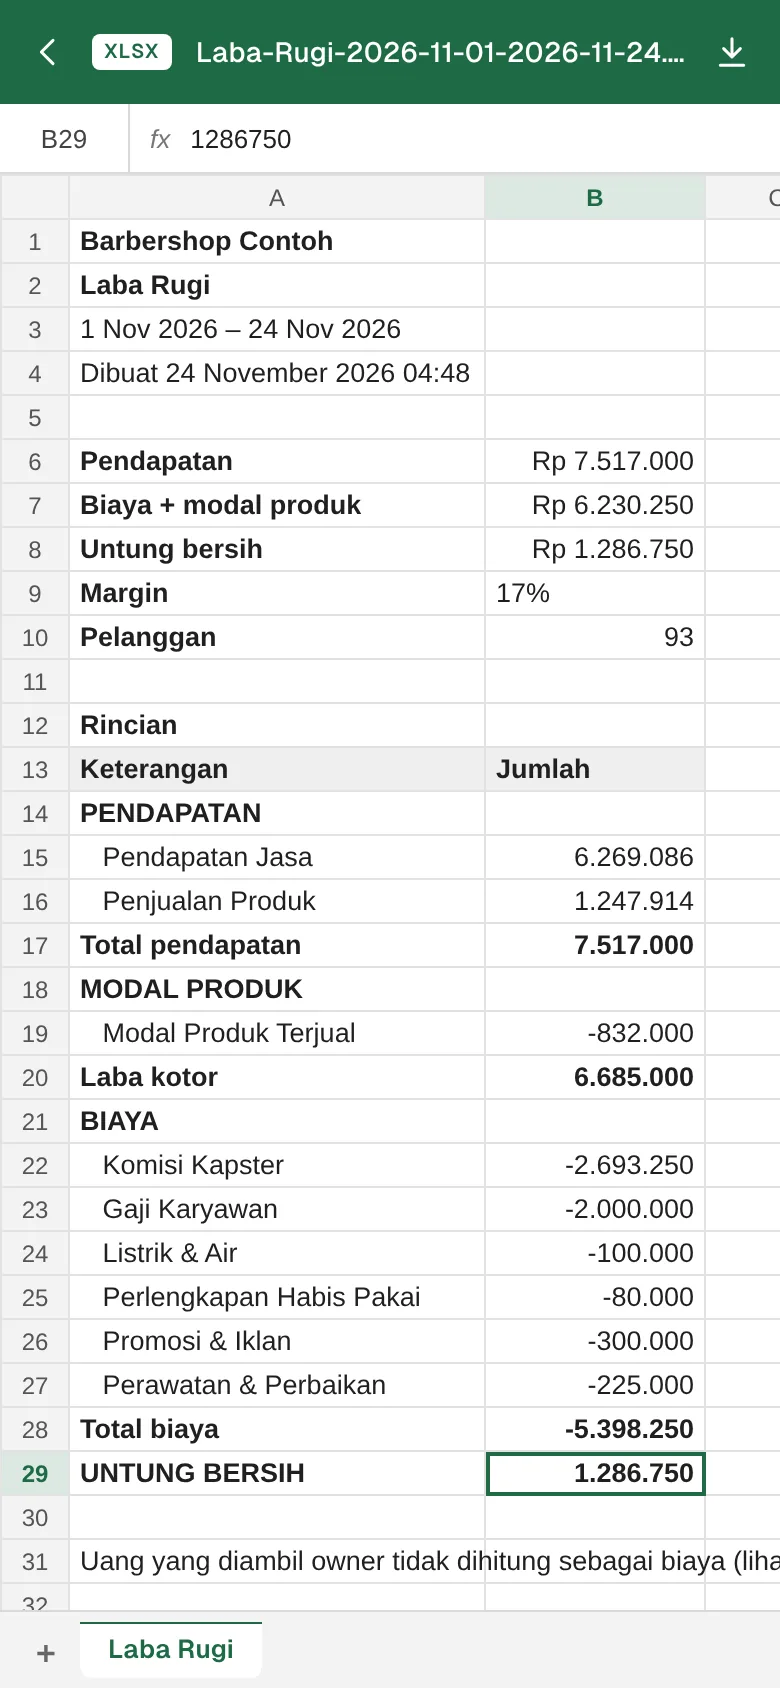 XLSX Laba-Rugi-2026-11-01-2026-11-24....
B29 fx 1286750
A B C
1 Barbershop Contoh
2 Laba Rugi
3 1 Nov 2026 – 24 Nov 2026
4 Dibuat 24 November 2026 04:48
5
6 Pendapatan Rp 7.517.000
7 Biaya + modal produk Rp 6.230.250
8 Untung bersih Rp 1.286.750
9 Margin 17%
10 Pelanggan 93
11
12 Rincian
13 Keterangan Jumlah
14 PENDAPATAN
15 Pendapatan Jasa 6.269.086
16 Penjualan Produk 1.247.914
17 Total pendapatan 7.517.000
18 MODAL PRODUK
19 Modal Produk Terjual -832.000
20 Laba kotor 6.685.000
21 BIAYA
22 Komisi Kapster -2.693.250
23 Gaji Karyawan -2.000.000
24 Listrik & Air -100.000
25 Perlengkapan Habis Pakai -80.000
26 Promosi & Iklan -300.000
27 Perawatan & Perbaikan -225.000
28 Total biaya -5.398.250
29 UNTUNG BERSIH 1.286.750
30
31 Uang yang diambil owner tidak dihitung sebagai biaya (liha
32
+ Laba Rugi